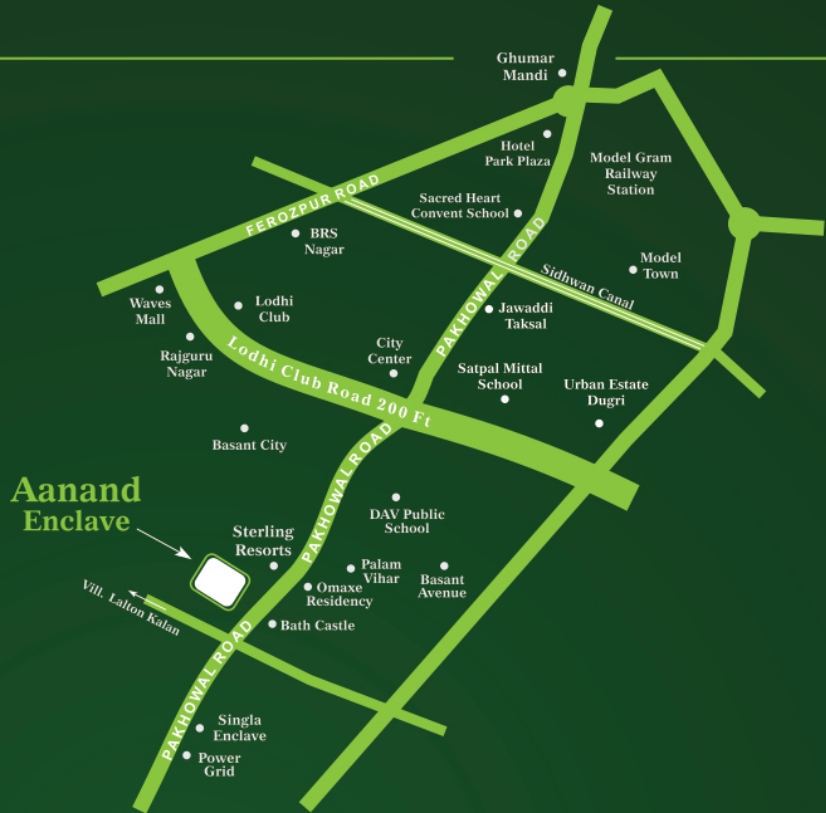 Ghumar
Mandi
Hotel
Park Plaza
Model Gram
Railway
Station
FEROZPUR ROAD
Sacred Heart
Convent School
BRS
Nagar
PAKHOWAL ROAD
Sidhwan Canal
Model
Town
Waves
Mall
Lodhi
Club
Jawaddi
Taksal
Rajguru
Nagar
City
Center
Lodhi Club Road 200 Ft
Satpal Mittal
School
Urban Estate
Dugri
Basant City
PAKHOWAL ROAD
Aanand
Enclave
DAV Public
School
Sterling
Resorts
Palam
Vihar
Basant
Avenue
Omaxe
Residency
Vill. Lalton Kalan
Bath Castle
PAKHOWAL ROAD
Singla
Enclave
Power
Grid